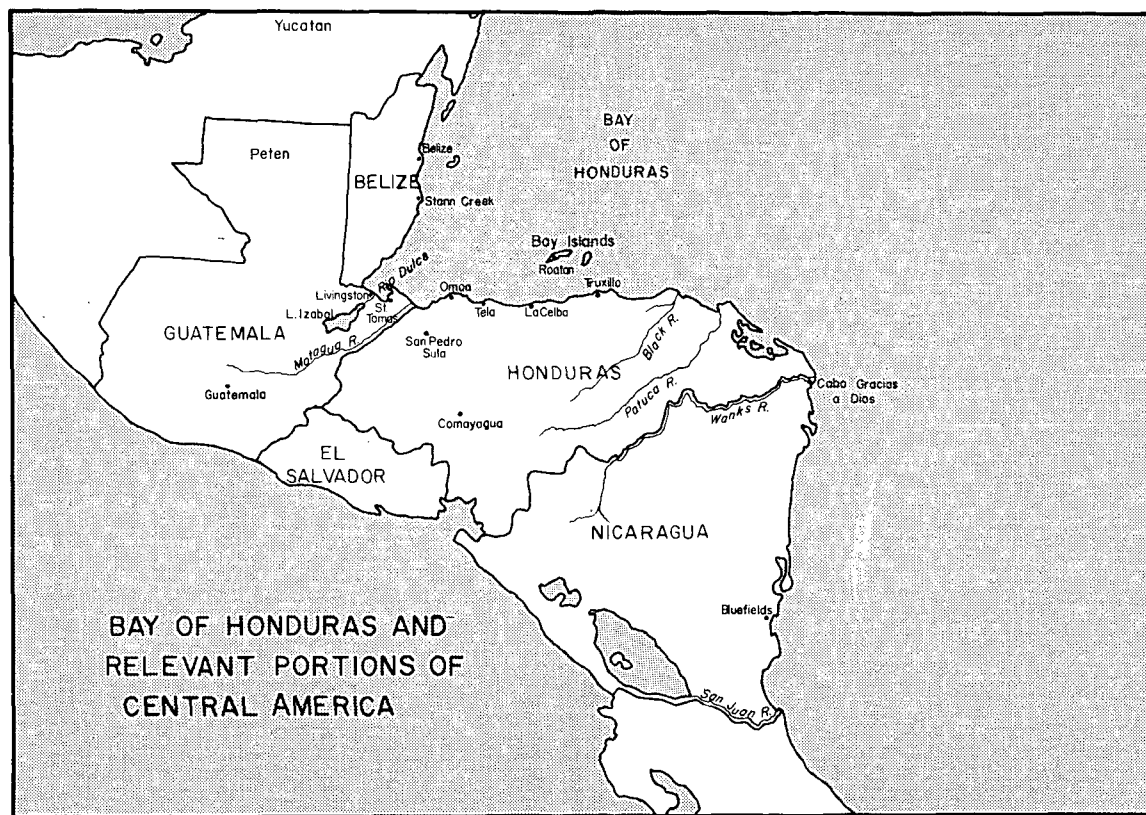 Yucatan
BAY
OF
HONDURAS
Peten
Belize
BELIZE
Stann Creek
Bay Islands
Roatan
Rio Dulce
Livingston
L. Izabal
St
Tomas
Omoa
Tela
LaCelba
Truxillo
GUATEMALA
Motagua R.
San Pedro
Sula
Black R.
HONDURAS
Patuca R.
Guatemala
Comayagua
Cabo Gracias
a Dios
Wanks R.
EL
SALVADOR
NICARAGUA
Bluefields
San Juan R.
BAY OF HONDURAS AND
RELEVANT PORTIONS OF
CENTRAL AMERICA